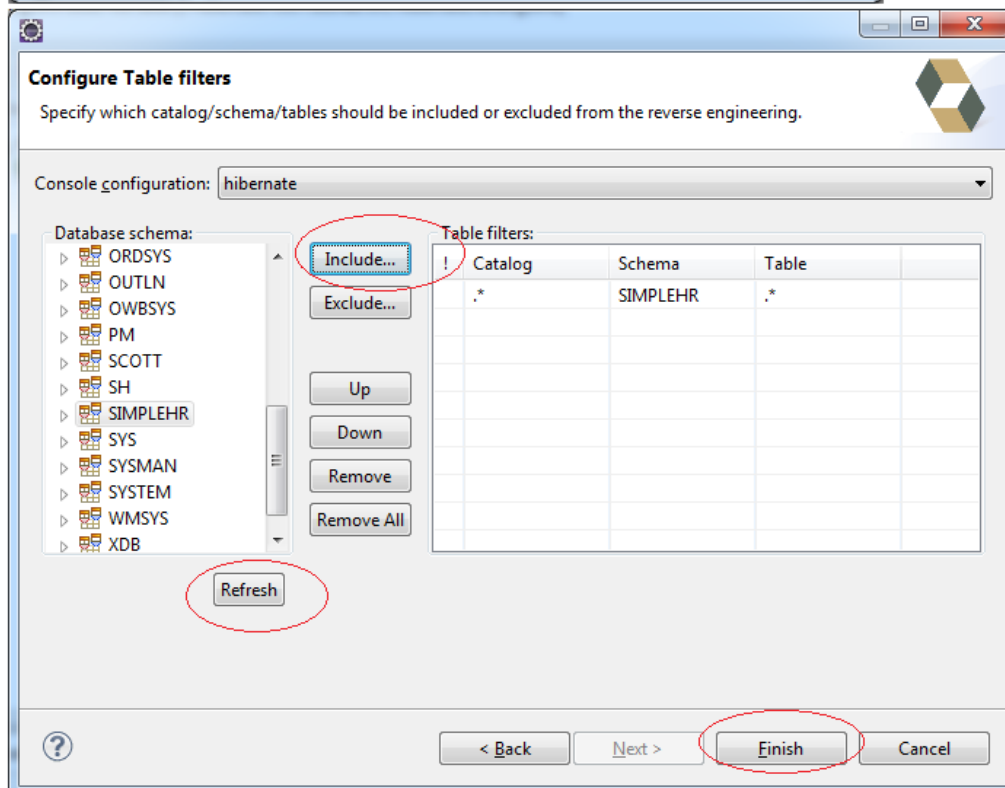 Configure Table filters
Specify which catalog/schema/tables should be included or excluded from the reverse engineering.
Console configuration: hibernate
Database schema:
ORDSYS
OUTLN
OWBSYS
PM
SCOTT
SH
SIMPLEHR
SYS
SYSMAN
SYSTEM
WMSYS
XDB
Refresh
Include...
Exclude...
Up
Down
Remove
Remove All
Table filters:
! Catalog Schema Table
.* SIMPLEHR .*
? < Back Next > Finish Cancel